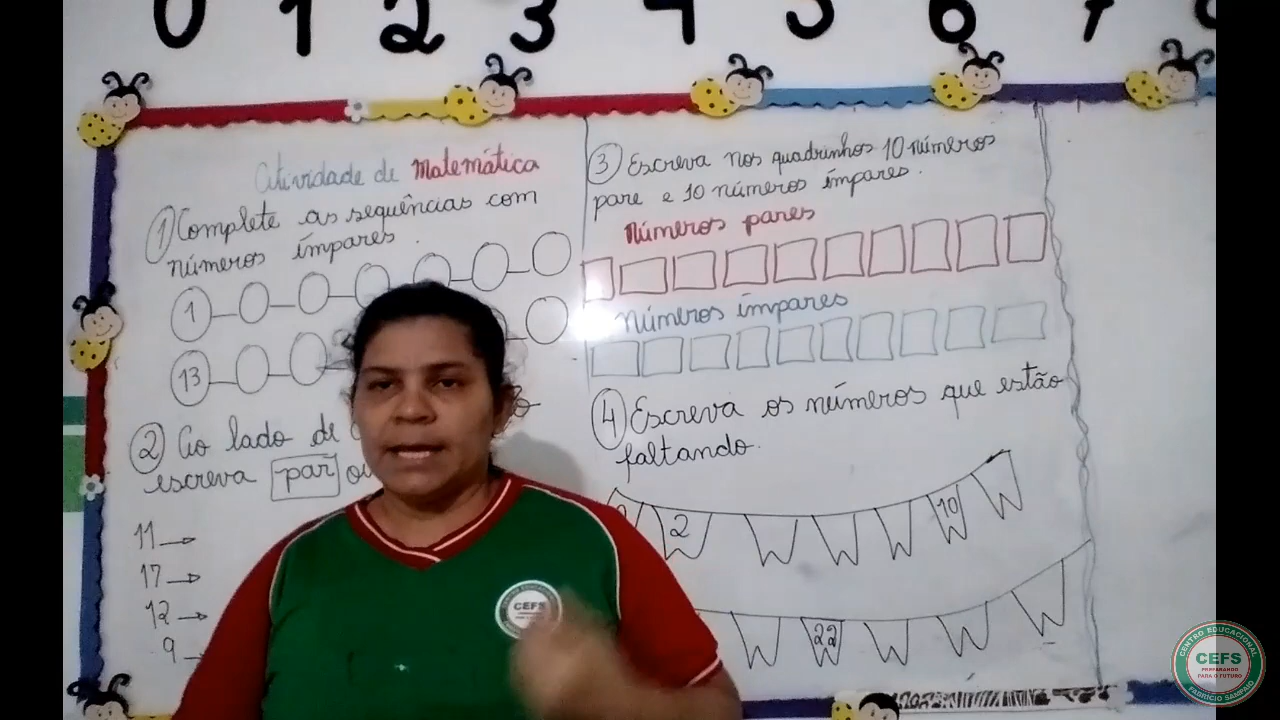 0 1 2 3 4 5 6 7
Atividade de Matemática
1 Complete as sequências com
números ímpares.
1
13
2 Ao lado de
escreva par ou
11 →
17 →
12 →
9
3 Escreva nos quadrinhos 10 números
pare e 10 números ímpares.
Números pares
Números ímpares
4 Escreva os números que estão
faltando.
2 10
22
CENTRO EDUCACIONAL
CEFS
CENTRO EDUCACIONAL
CEFS
PREPARANDO
PARA O FUTURO
FABRICIO SAMPAIO